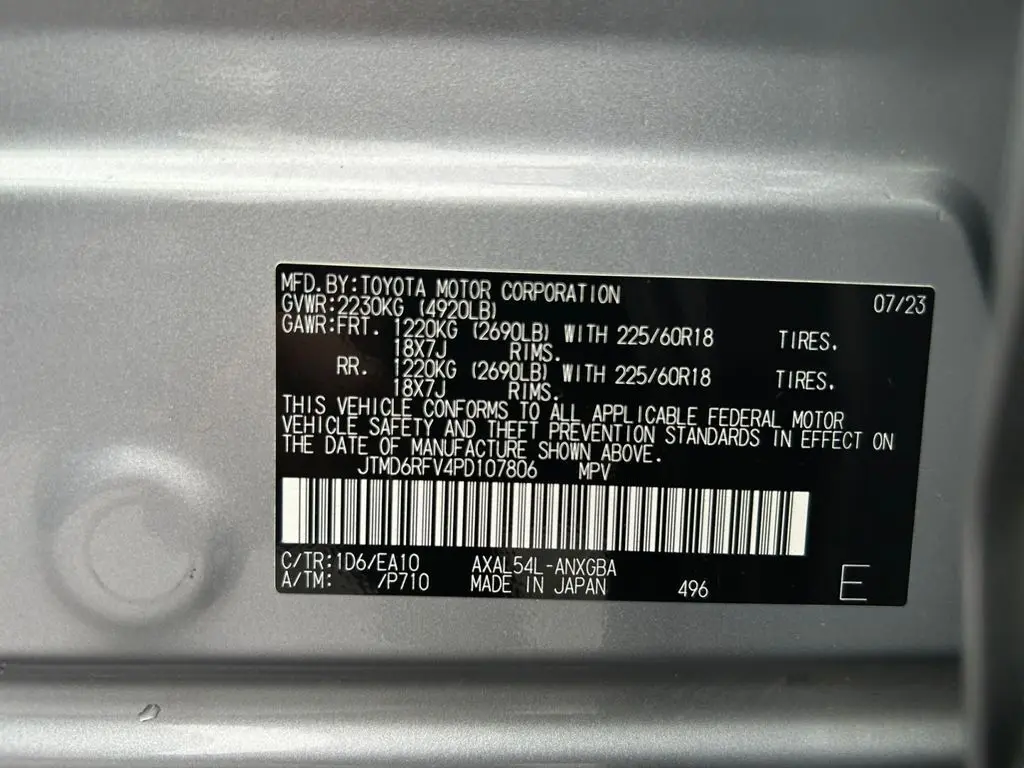 MFD. BY: TOYOTA MOTOR CORPORATION 07/23
GVWR: 2230KG (4920LB)
GAWR: FRT. 1220KG (2690LB) WITH 225/60R18 TIRES.
18X7J RIMS.
RR. 1220KG (2690LB) WITH 225/60R18 TIRES.
18X7J RIMS.
THIS VEHICLE CONFORMS TO ALL APPLICABLE FEDERAL MOTOR
VEHICLE SAFETY AND THEFT PREVENTION STANDARDS IN EFFECT ON
THE DATE OF MANUFACTURE SHOWN ABOVE.
JTMD6RFV4PD107806 MPV
C/TR: 1D6/EA10 AXAL54L-ANXGBA
A/TM: /P710 MADE IN JAPAN 496 E